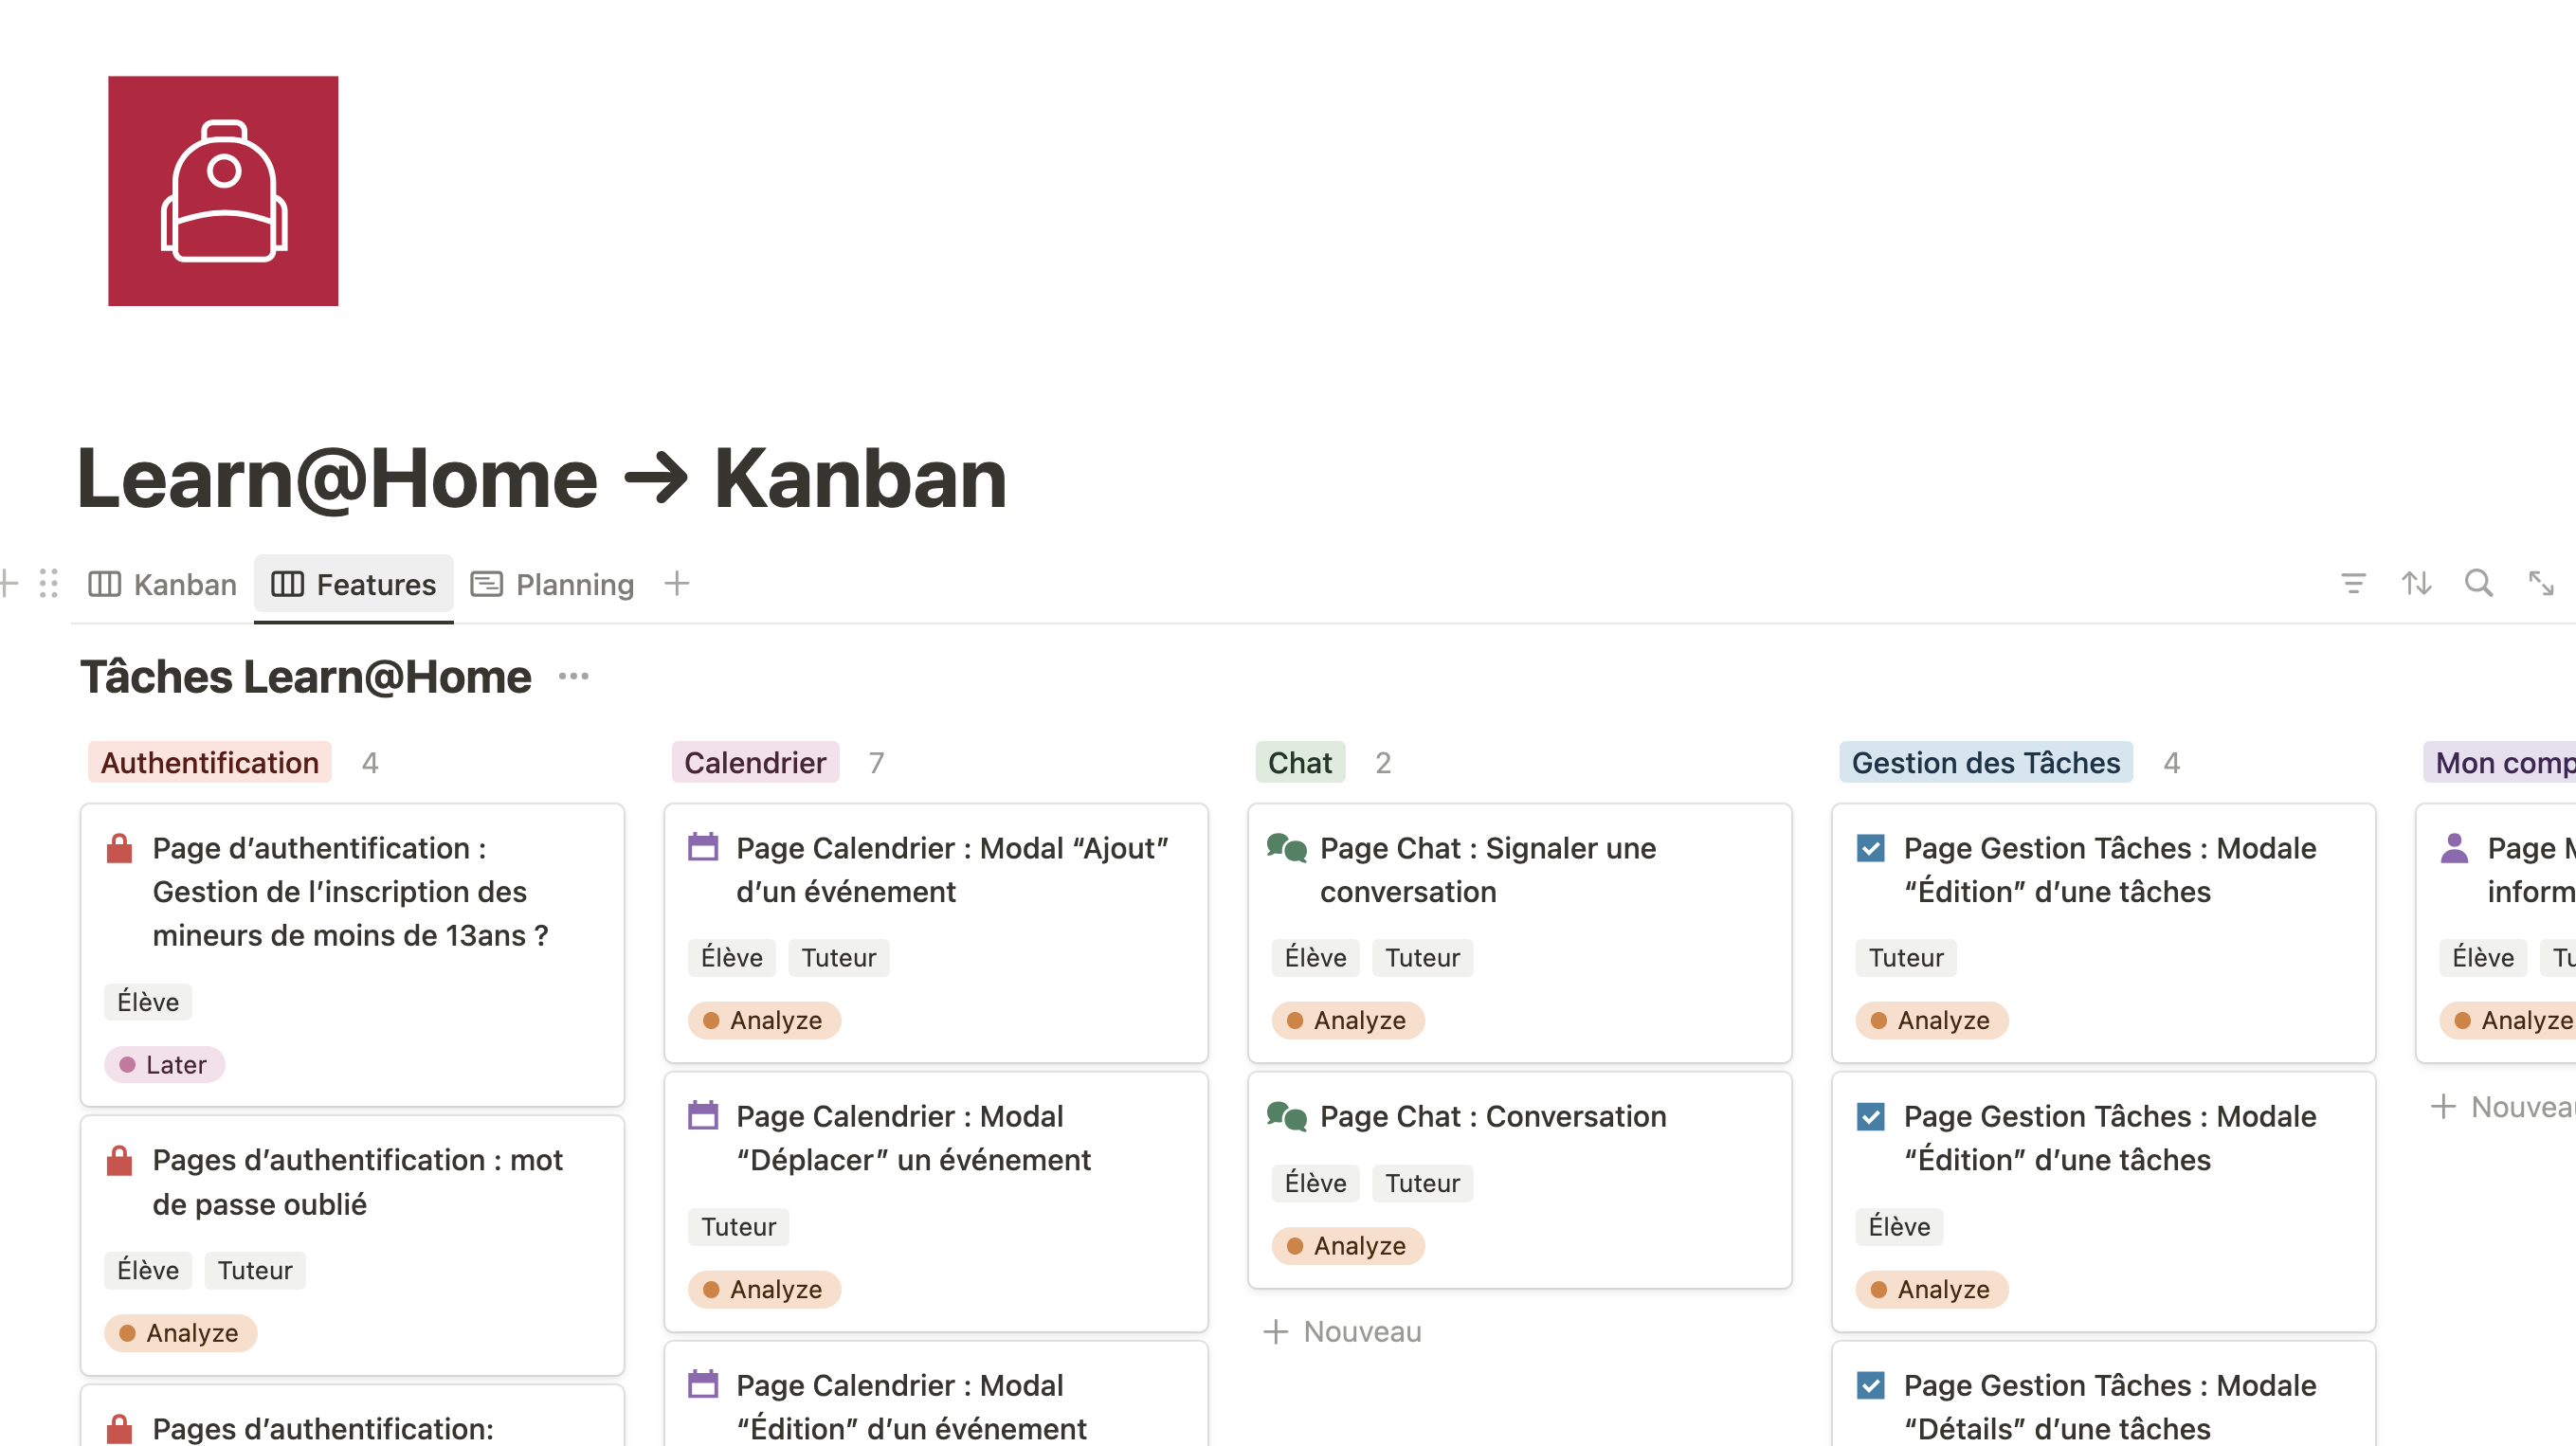 Learn@Home → Kanban
Kanban
Features
Planning
Tâches Learn@Home
Authentification 4
Page d’authentification :
Gestion de l’inscription des
mineurs de moins de 13ans ?
Élève
Later
Pages d’authentification : mot
de passe oublié
Élève Tuteur
Analyze
Pages d’authentification:
Calendrier 7
Page Calendrier : Modal “Ajout”
d’un événement
Élève Tuteur
Analyze
Page Calendrier : Modal
“Déplacer” un événement
Tuteur
Analyze
Page Calendrier : Modal
“Édition” d’un événement
Chat 2
Page Chat : Signaler une
conversation
Élève Tuteur
Analyze
Page Chat : Conversation
Élève Tuteur
Analyze
Nouveau
Gestion des Tâches 4
Page Gestion Tâches : Modale
“Édition” d’une tâches
Tuteur
Analyze
Page Gestion Tâches : Modale
“Édition” d’une tâches
Élève
Analyze
Page Gestion Tâches : Modale
“Détails” d’une tâches
Mon comp
Page
inform
Élève Tu
Analyze
Nouveau